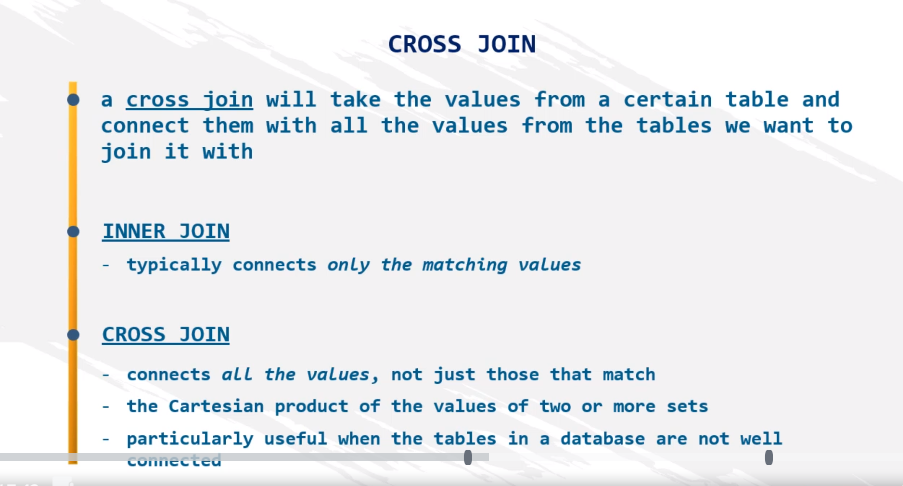 CROSS JOIN
a cross join will take the values from a certain table and
connect them with all the values from the tables we want to
join it with
INNER JOIN
- typically connects only the matching values
CROSS JOIN
- connects all the values, not just those that match
- the Cartesian product of the values of two or more sets
- particularly useful when the tables in a database are not well
connected